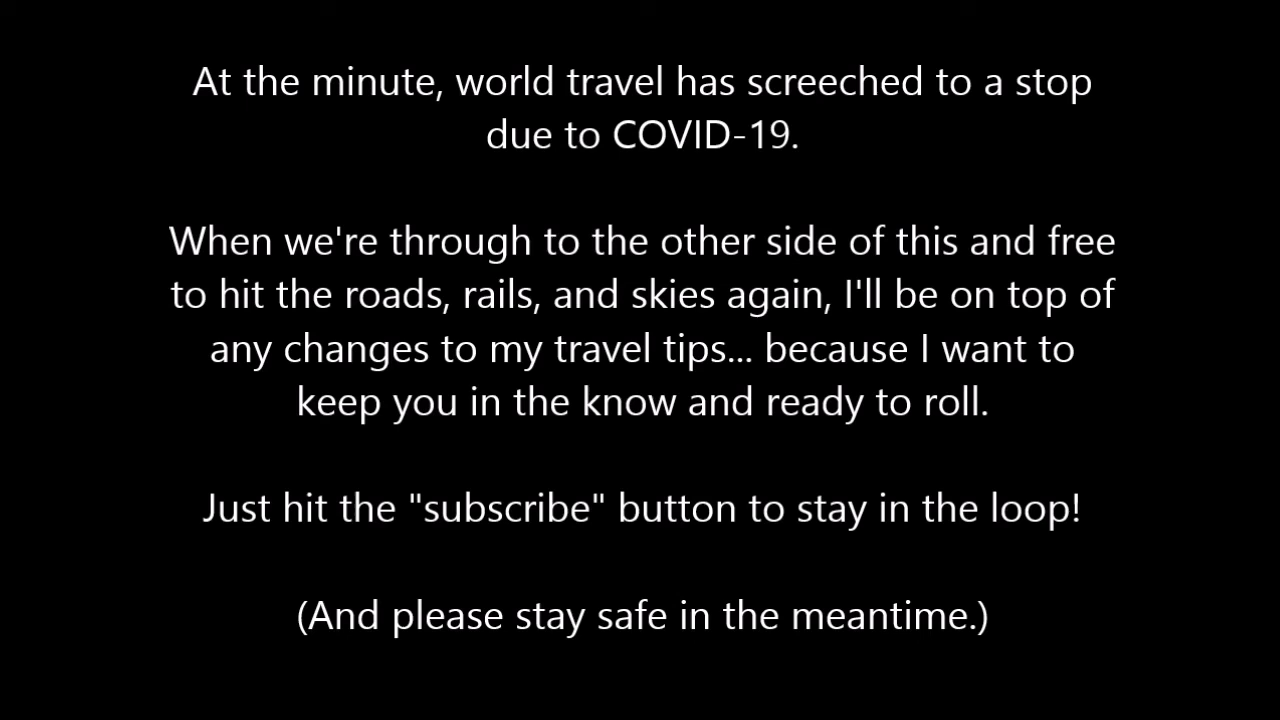 At the minute, world travel has screeched to a stop
due to COVID-19.
When we're through to the other side of this and free
to hit the roads, rails, and skies again, I'll be on top of
any changes to my travel tips... because I want to
keep you in the know and ready to roll.
Just hit the "subscribe" button to stay in the loop!
(And please stay safe in the meantime.)